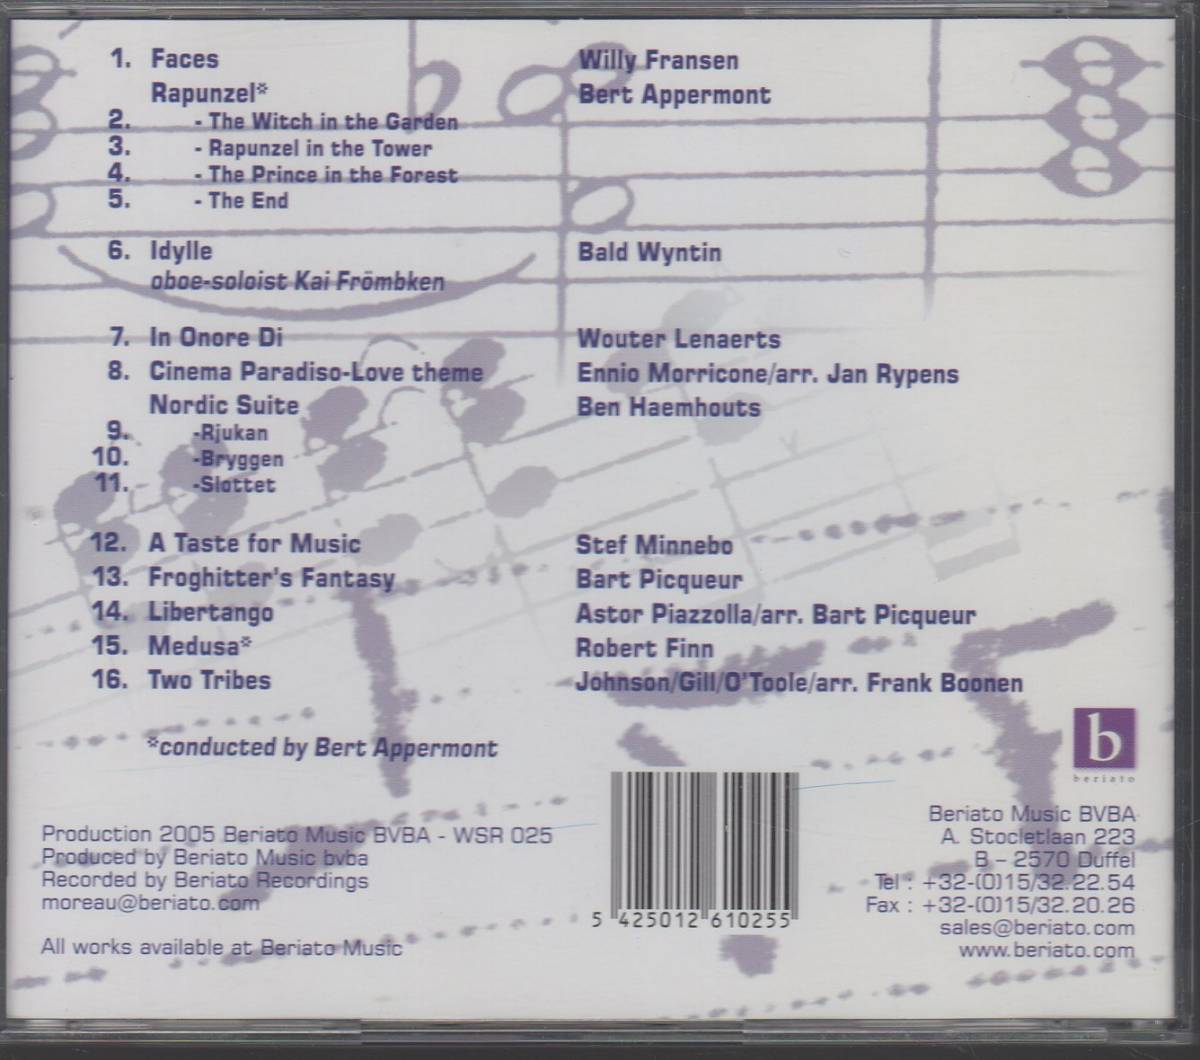 1. Faces Willy Fransen
Rapunzel* Bert Appermont
2. - The Witch in the Garden
3. - Rapunzel in the Tower
4. - The Prince in the Forest
5. - The End
6. Idylle Bald Wyntin
oboe-soloist Kai Frömbken
7. In Onore Di Wouter Lenaerts
8. Cinema Paradiso-Love theme Ennio Morricone/arr. Jan Rypens
Nordic Suite Ben Haemhouts
9. -Rjukan
10. -Bryggen
11. -Slottet
12. A Taste for Music Stef Minnebo
13. Froghitter's Fantasy Bart Picqueur
14. Libertango Astor Piazzolla/arr. Bart Picqueur
15. Medusa* Robert Finn
16. Two Tribes Johnson/Gill/O'Toole/arr. Frank Boonen
*conducted by Bert Appermont
b
beriato
Production 2005 Beriato Music BVBA - WSR 025
Produced by Beriato Music bvba
Recorded by Beriato Recordings
moreau@beriato.com
All works available at Beriato Music
5 425012 610255
Beriato Music BVBA
A. Stocletlaan 223
B – 2570 Duffel
Tel : +32-(0)15/32.22.54
Fax : +32-(0)15/32.20.26
sales@beriato.com
www.beriato.com